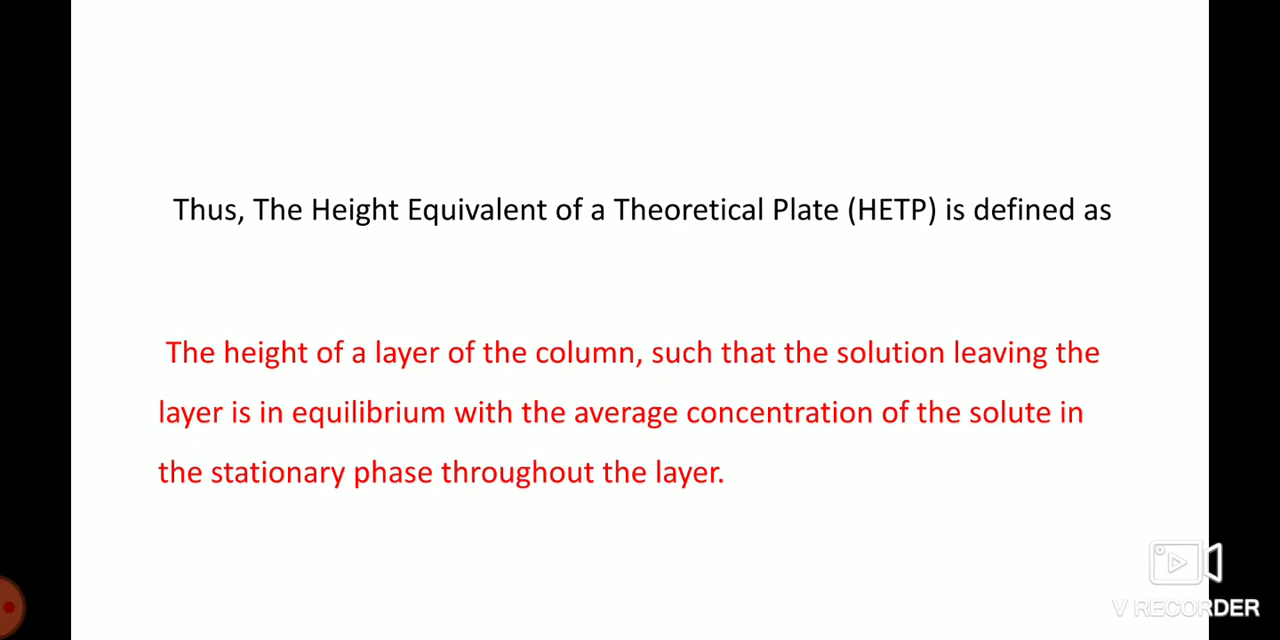 Thus, The Height Equivalent of a Theoretical Plate (HETP) is defined as
The height of a layer of the column, such that the solution leaving the
layer is in equilibrium with the average concentration of the solute in
the stationary phase throughout the layer.
V RECORDER